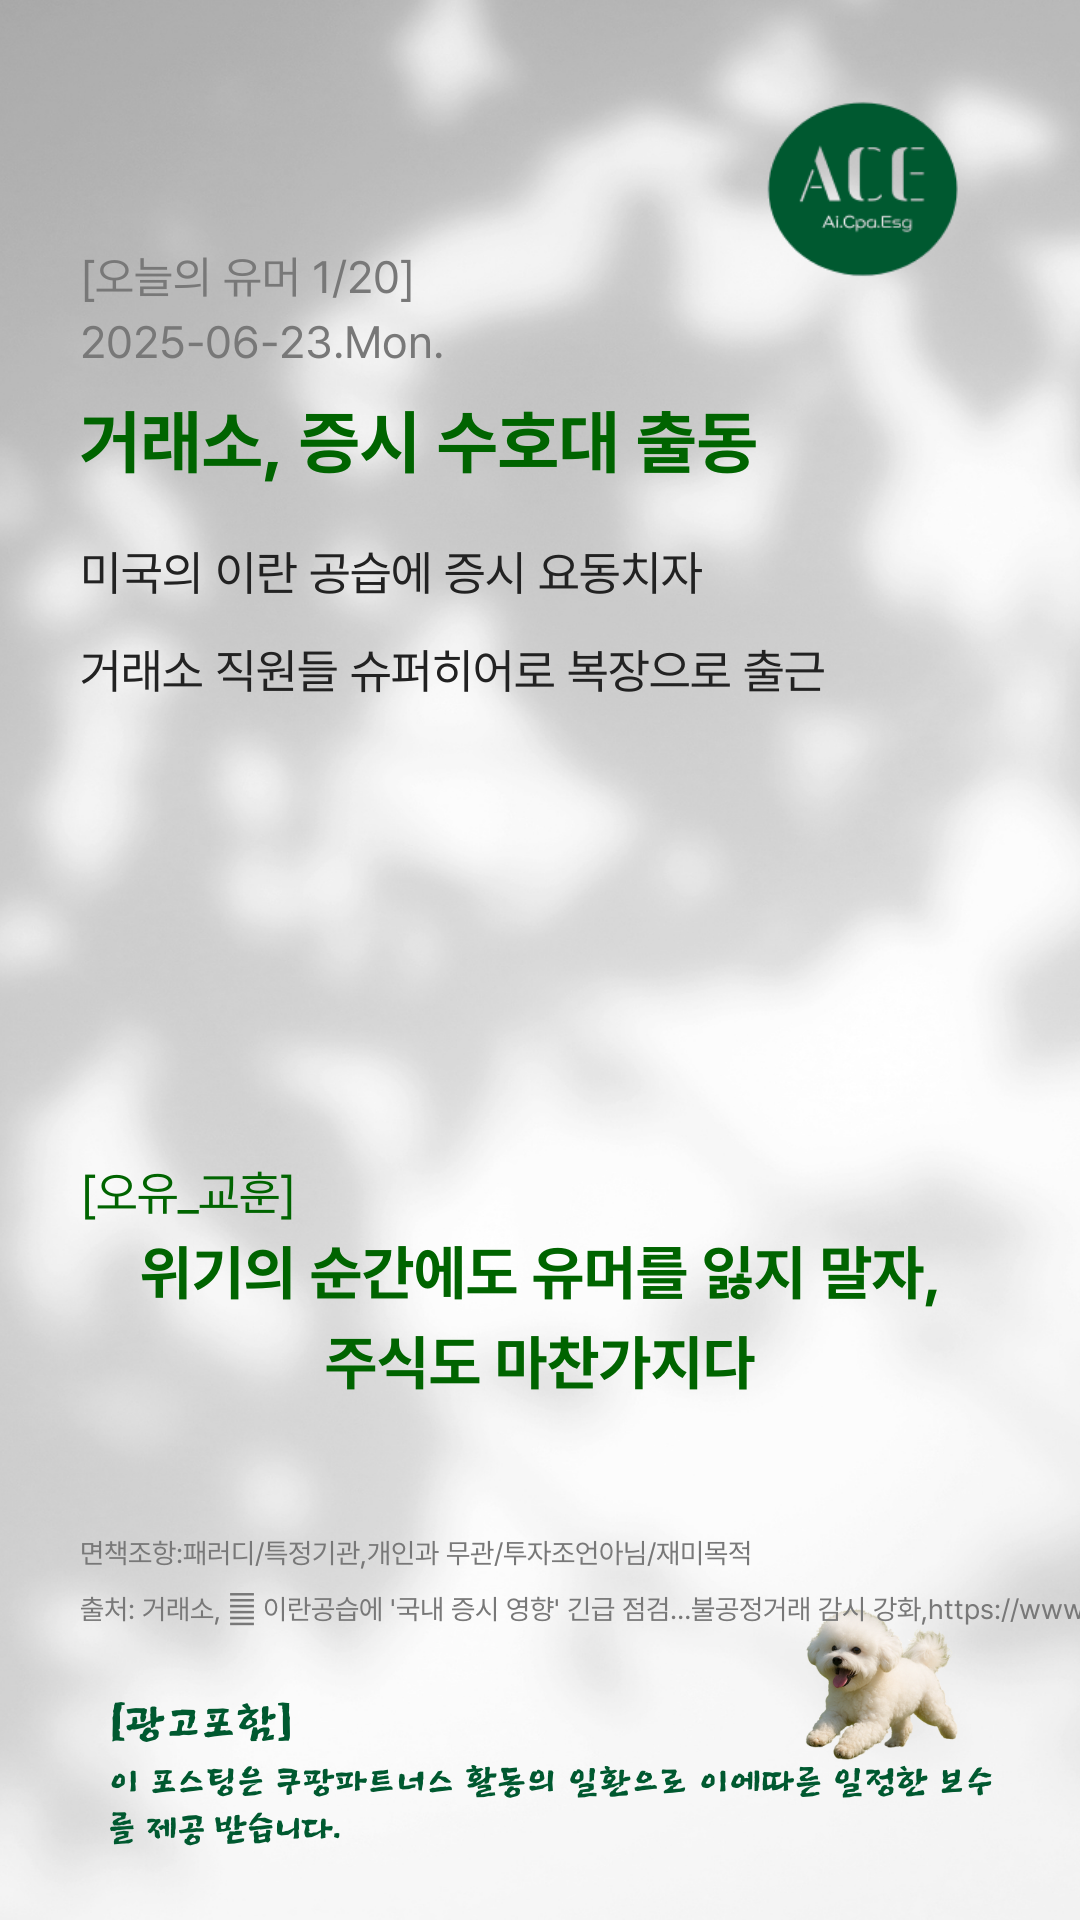 ACE
Ai.Cpa.Esg
[오늘의 유머 1/20]
2025-06-23.Mon.
거래소, 증시 수호대 출동
미국의 이란 공습에 증시 요동치자
거래소 직원들 슈퍼히어로 복장으로 출근
[오유_교훈]
위기의 순간에도 유머를 잃지 말자,
주식도 마찬가지다
면책조항:패러디/특정기관,개인과 무관/투자조언아님/재미목적
출처: 거래소, 이란공습에 '국내 증시 영향' 긴급 점검...불공정거래 감시 강화,https://www
[광고포함]
이 포스팅은 쿠팡파트너스 활동의 일환으로 이에따른 일정한 보수
를 제공 받습니다.